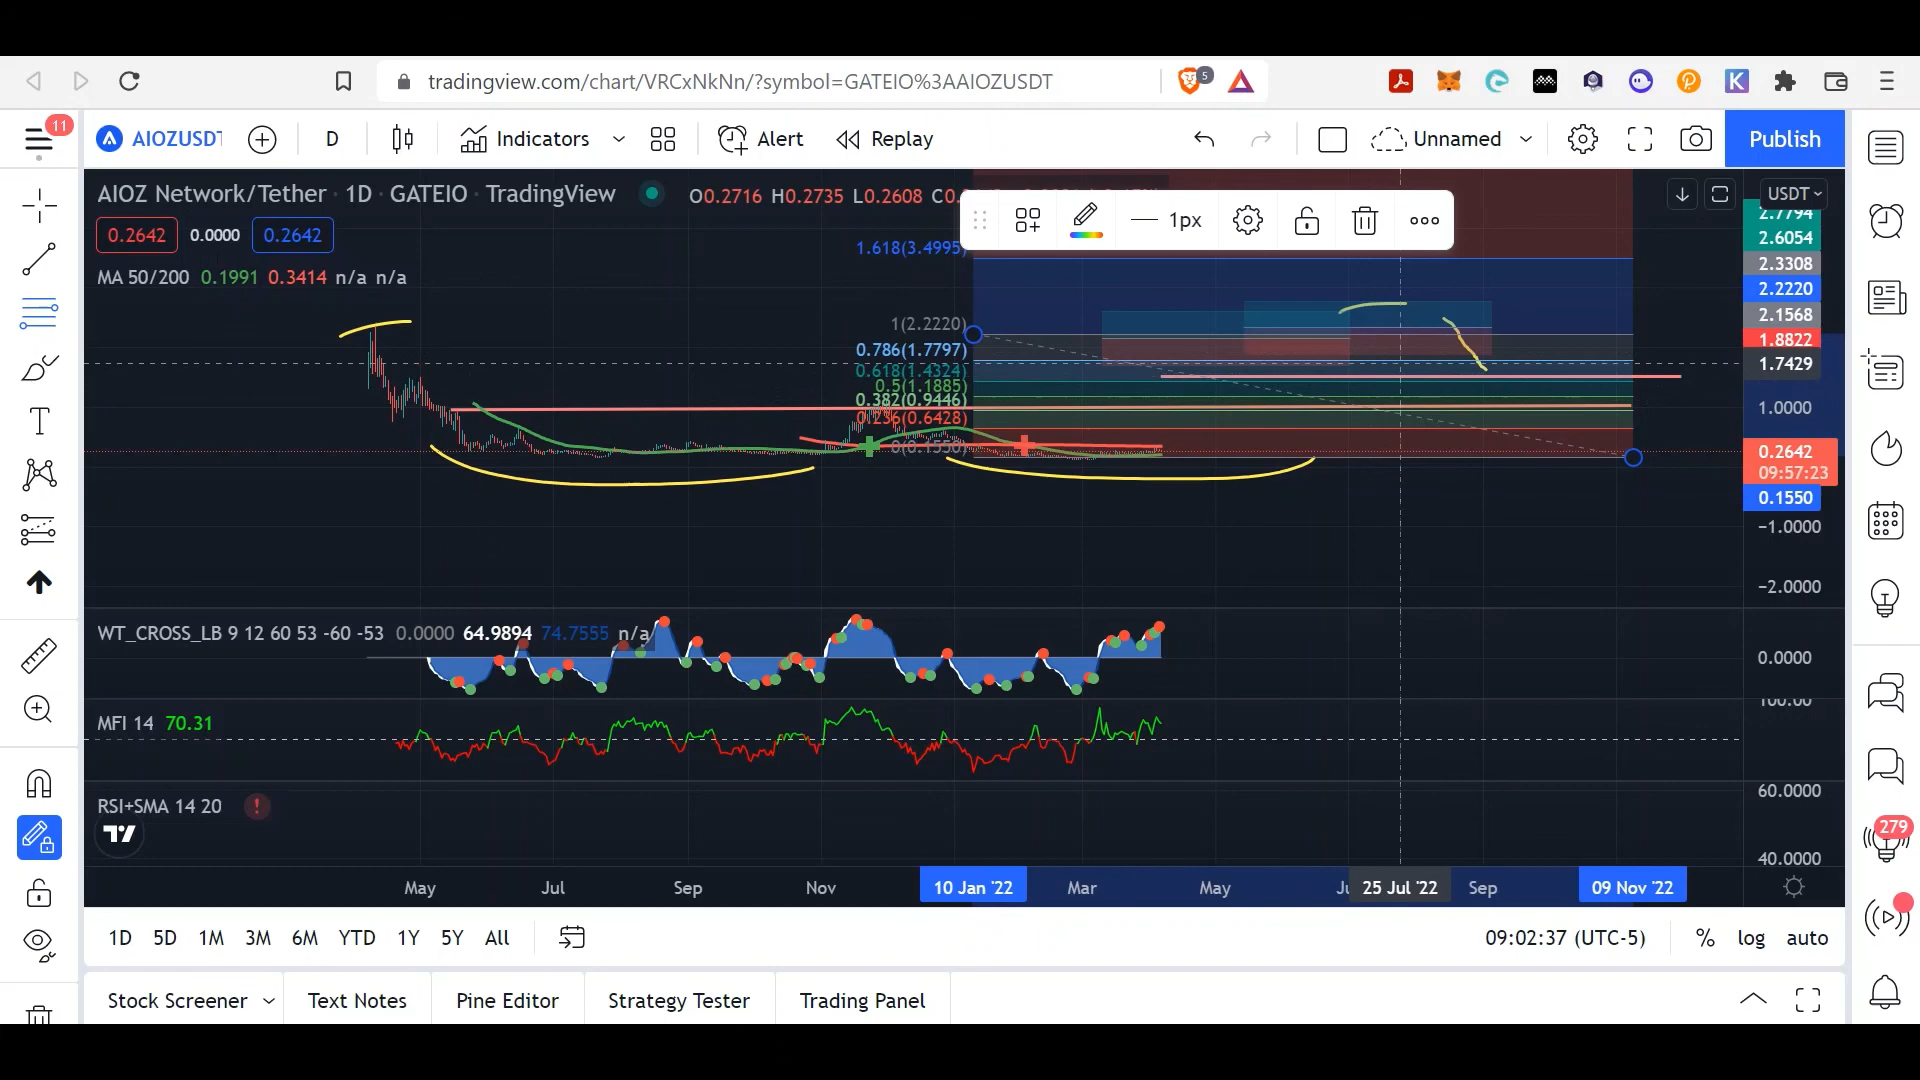 5
tradingview.com/chart/VRCxNkNn/?symbol=GATEIO%3AAIOZUSDT
K
11
AIOZUSDT
D
Indicators
Alert
Replay
Unnamed
Publish
AIOZ Network/Tether · 1D · GATEIO · TradingView
O0.2716 H0.2735 L0.2608 C0.
USDT
1px
0.2642
0.0000
0.2642
MA 50/200 0.1991 0.3414 n/a n/a
1.618(3.4995)
1(2.2220)
0.786(1.7797)
0.618(1.4324)
0.5(1.1885)
0.382(0.9446)
0.236(0.6428)
0(0.1550)
2.7794
2.6054
2.3308
2.2220
2.1568
1.8822
1.7429
1.0000
0.2642
09:57:23
0.1550
−1.0000
−2.0000
WT_CROSS_LB 9 12 60 53 -60 -53 0.0000 64.9894 74.7555 n/a
0.0000
MFI 14 70.31
100.00
RSI+SMA 14 20
!
60.0000
40.0000
279
May
Jul
Sep
Nov
10 Jan '22
Mar
May
25 Jul '22
Sep
09 Nov '22
1D
5D
1M
3M
6M
YTD
1Y
5Y
All
09:02:37 (UTC-5)
%
log
auto
Stock Screener
Text Notes
Pine Editor
Strategy Tester
Trading Panel